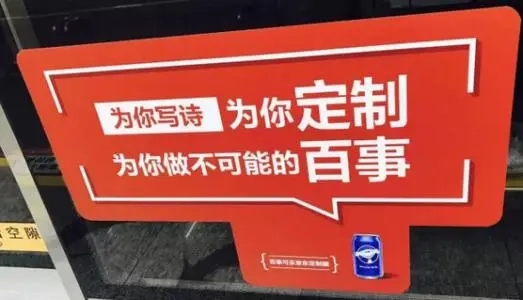 为你写诗 为你定制
为你做不可能的百事
空隙